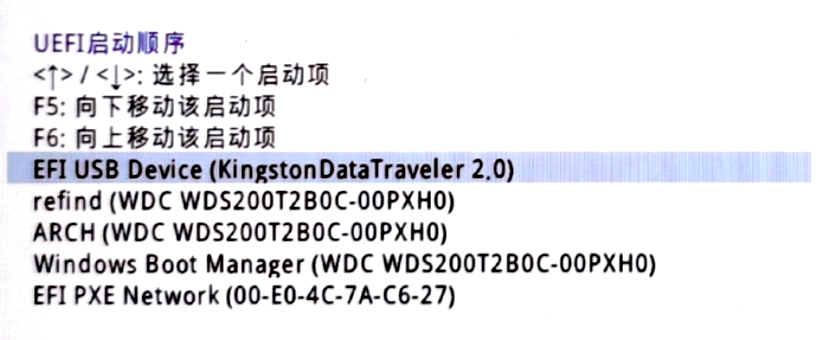 UEFI启动顺序
<↑> / <↓>: 选择一个启动项
F5: 向下移动该启动项
F6: 向上移动该启动项
EFI USB Device (KingstonDataTraveler 2.0)
refind (WDC WDS200T2B0C-00PXH0)
ARCH (WDC WDS200T2B0C-00PXH0)
Windows Boot Manager (WDC WDS200T2B0C-00PXH0)
EFI PXE Network (00-E0-4C-7A-C6-27)